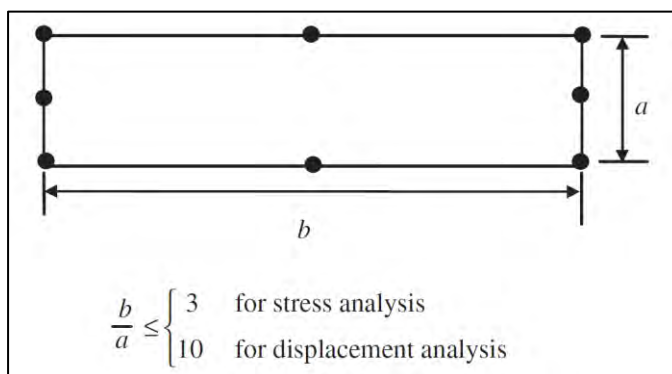 a
b
b/a ≤ { 3 for stress analysis
10 for displacement analysis